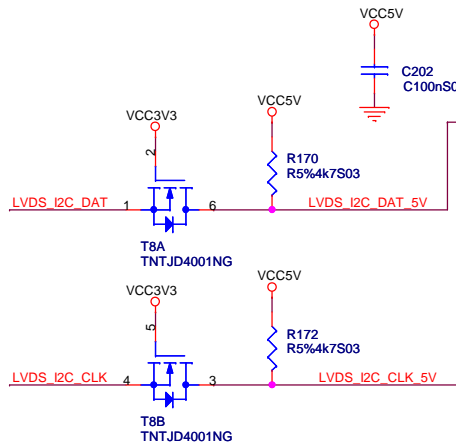 VCC5V
C202
C100nS0
VCC3V3
VCC5V
2
R170
R5%4k7S03
LVDS_I2C_DAT
1
6
LVDS_I2C_DAT_5V
T8A
TNTJD4001NG
VCC3V3
VCC5V
5
R172
R5%4k7S03
LVDS_I2C_CLK
4
3
LVDS_I2C_CLK_5V
T8B
TNTJD4001NG